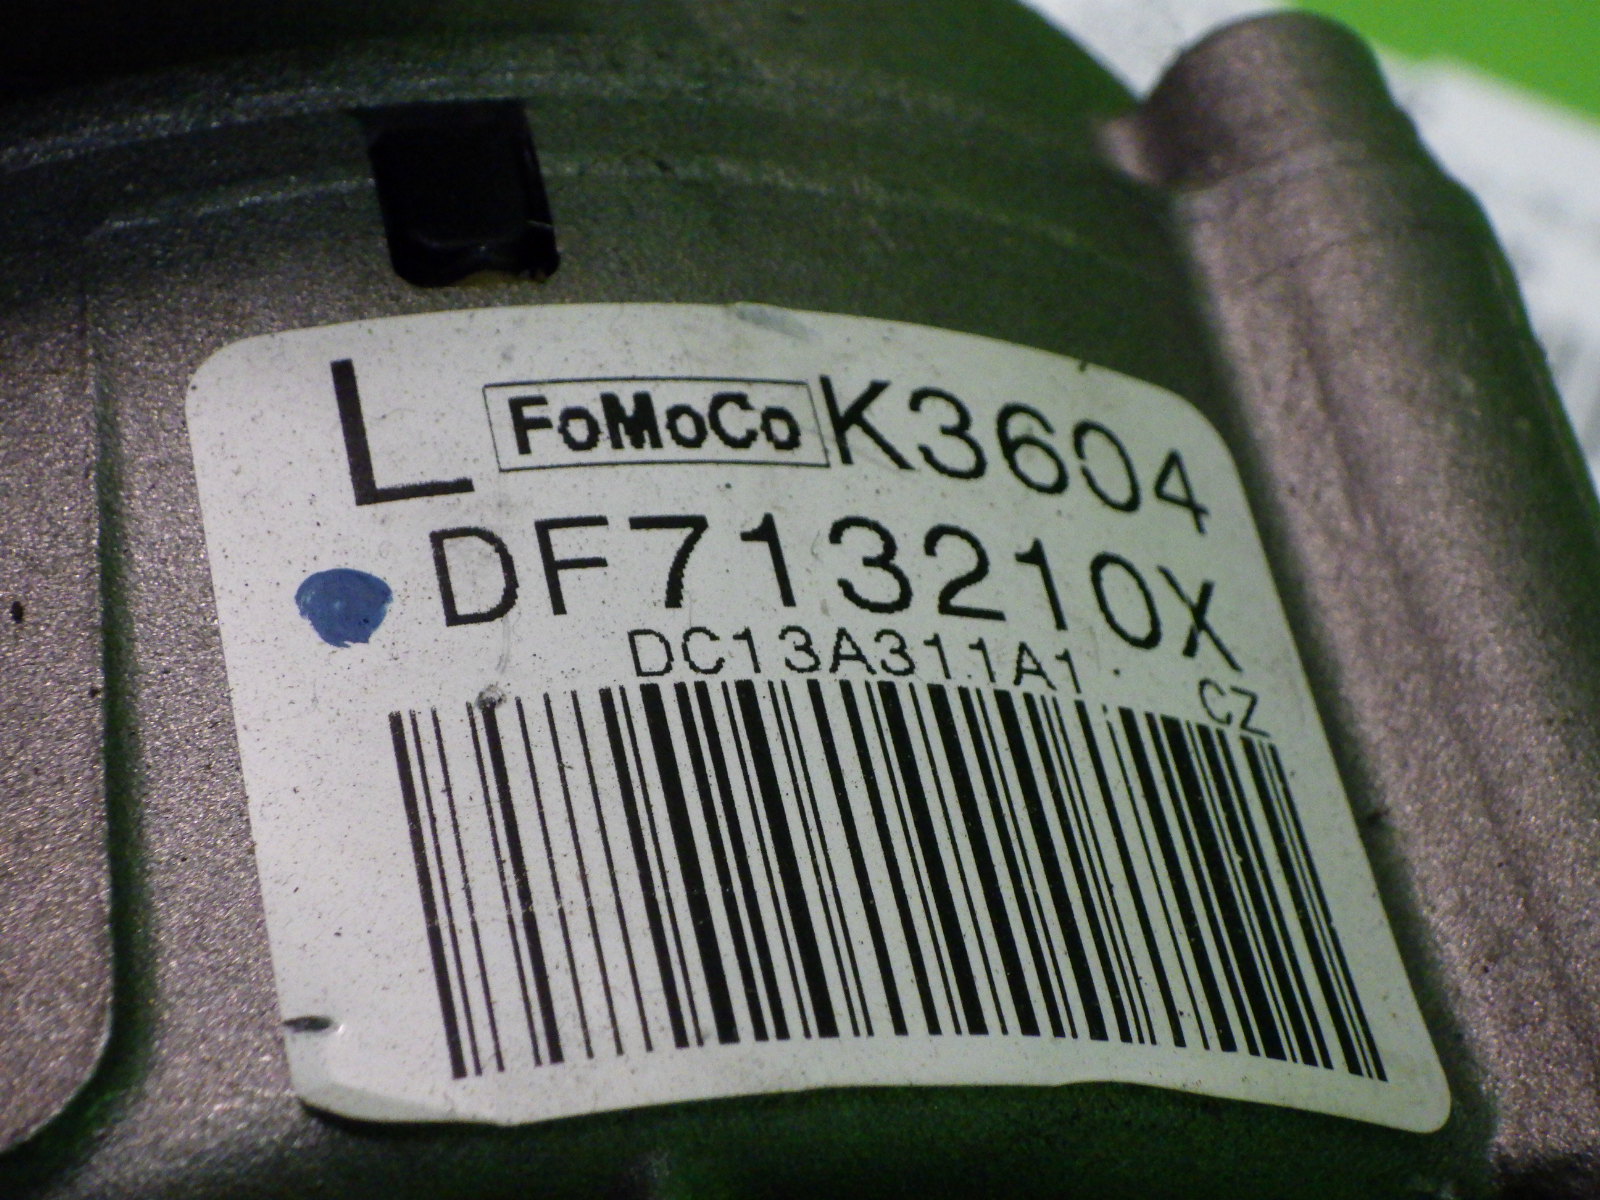 L FoMoCo K3604
DF713210X
DC13A311A1
CZ